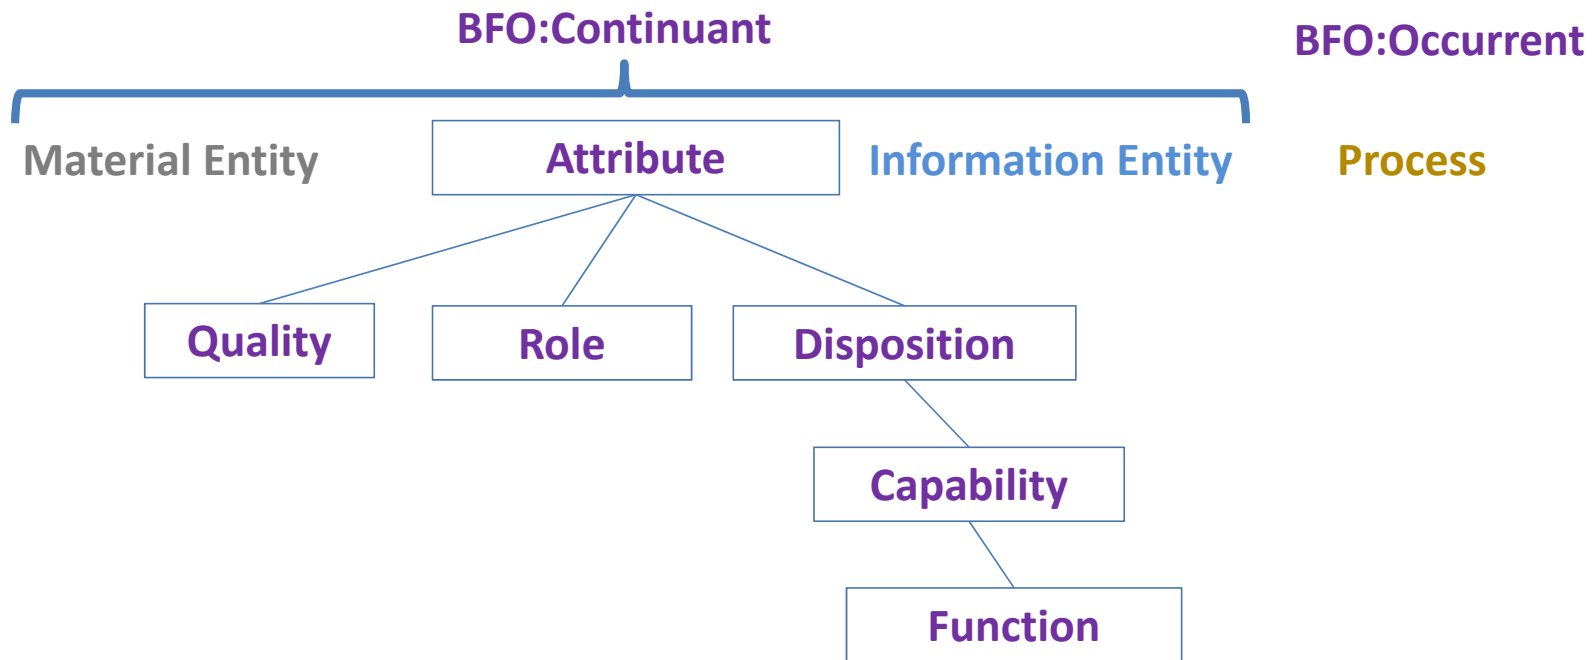 BFO:Continuant
BFO:Occurrent
Material Entity
Attribute
Information Entity
Process
Quality
Role
Disposition
Capability
Function